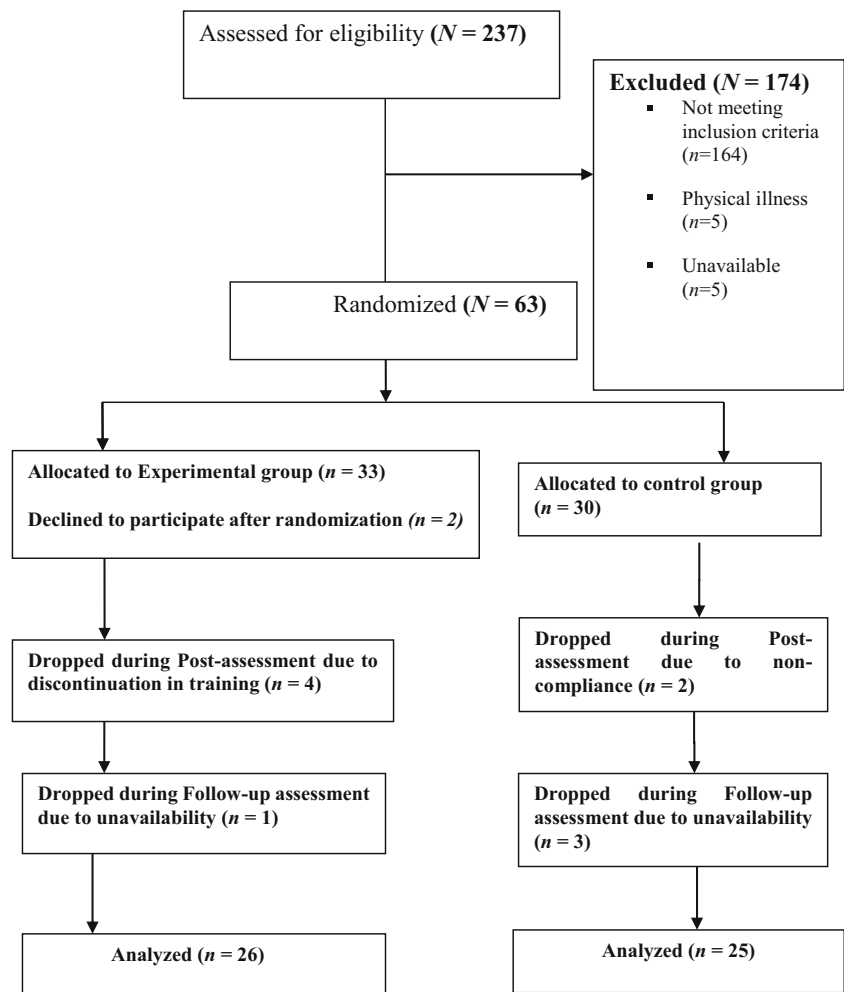 Assessed for eligibility (N = 237)
Excluded (N = 174)
▪ Not meeting
inclusion criteria
(n=164)
▪ Physical illness
(n=5)
▪ Unavailable
(n=5)
Randomized (N = 63)
Allocated to Experimental group (n = 33)
Declined to participate after randomization (n = 2)
Allocated to control group
(n = 30)
Dropped during Post-assessment due to
discontinuation in training (n = 4)
Dropped during Post-
assessment due to non-
compliance (n = 2)
Dropped during Follow-up assessment
due to unavailability (n = 1)
Dropped during Follow-up
assessment due to unavailability
(n = 3)
Analyzed (n = 26)
Analyzed (n = 25)